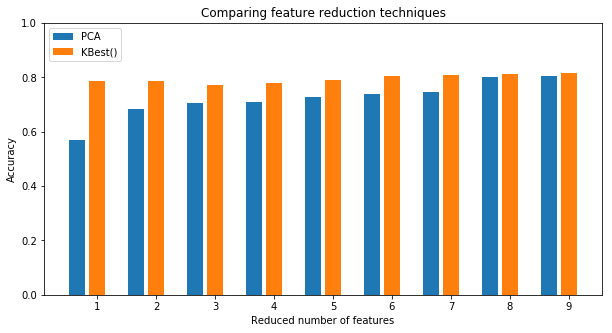 Comparing feature reduction techniques
PCA
KBest()
1.0
0.8
0.6
0.4
0.2
0.0
Accuracy
1 2 3 4 5 6 7 8 9
Reduced number of features